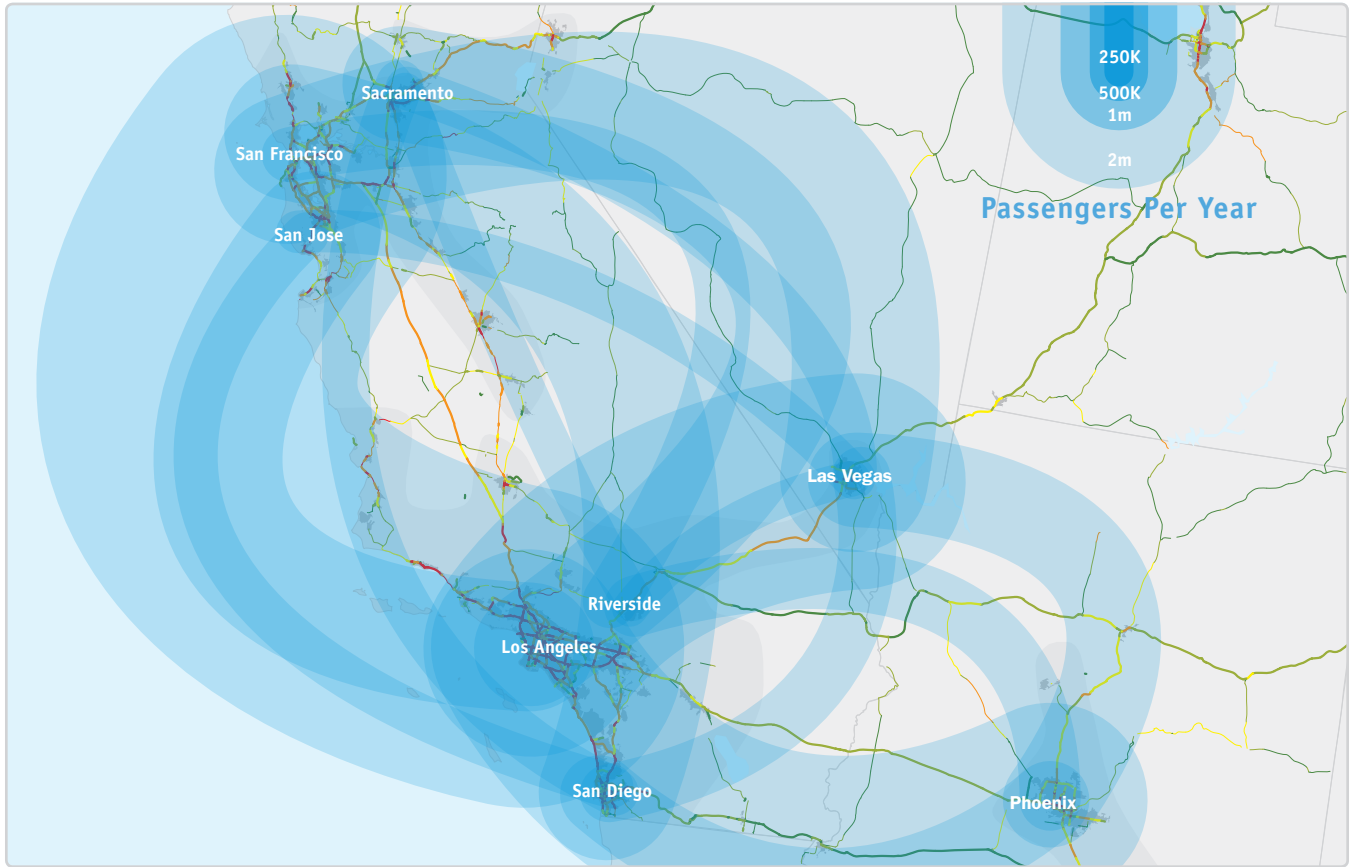 250K
500K
1m
2m
Passengers Per Year
Sacramento
San Francisco
San Jose
Las Vegas
Riverside
Los Angeles
San Diego
Phoenix